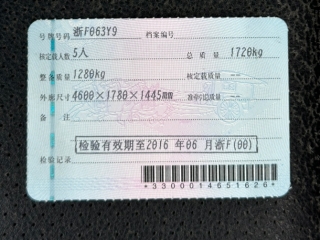 号牌号码 浙F063Y9 档案编号
核定载人数 5人 总质量 1720kg
整备质量 1280kg 核定载质量 --
外廓尺寸 4600×1780×1445mm 准牵引总质量 --
备注
检验有效期至2016年06月浙F(00)
检验记录
*3300014651626*